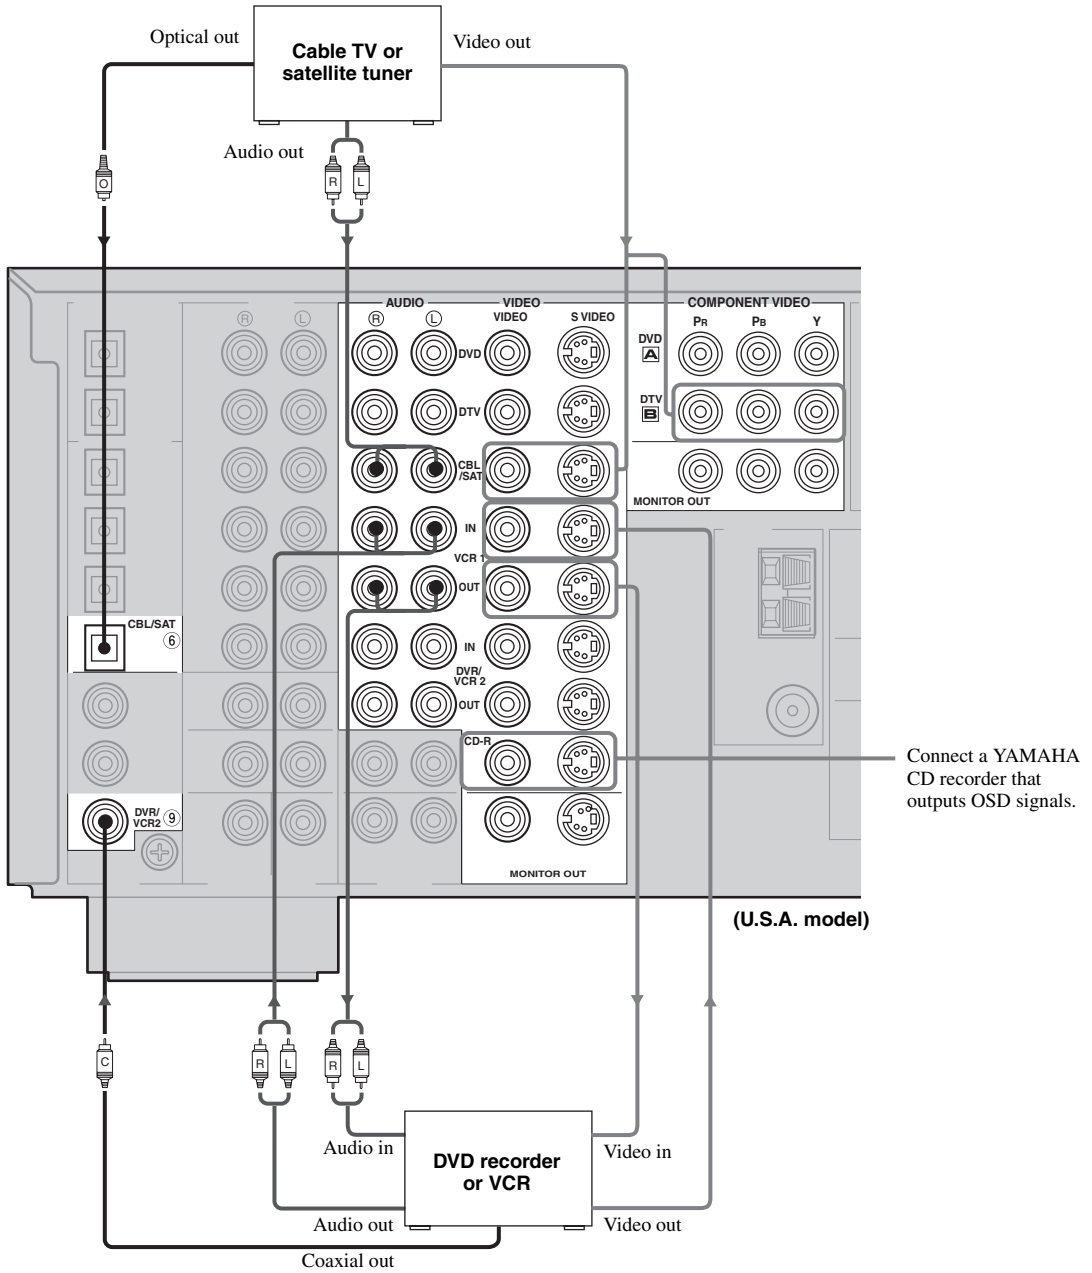 Optical out
Cable TV or
satellite tuner
Video out
Audio out
O
R L
AUDIO
VIDEO
COMPONENT VIDEO
R L
R L
VIDEO
S VIDEO
PR PB Y
DVD
DVD
A
DTV
DTV
B
CBL
/SAT
MONITOR OUT
IN
VCR 1
OUT
CBL/SAT
6
IN
DVR/
VCR 2
OUT
CD-R
Connect a YAMAHA
CD recorder that
outputs OSD signals.
DVR/
VCR2
9
MONITOR OUT
(U.S.A. model)
C
R L
R L
Audio in
DVD recorder
or VCR
Video in
Audio out
Video out
Coaxial out